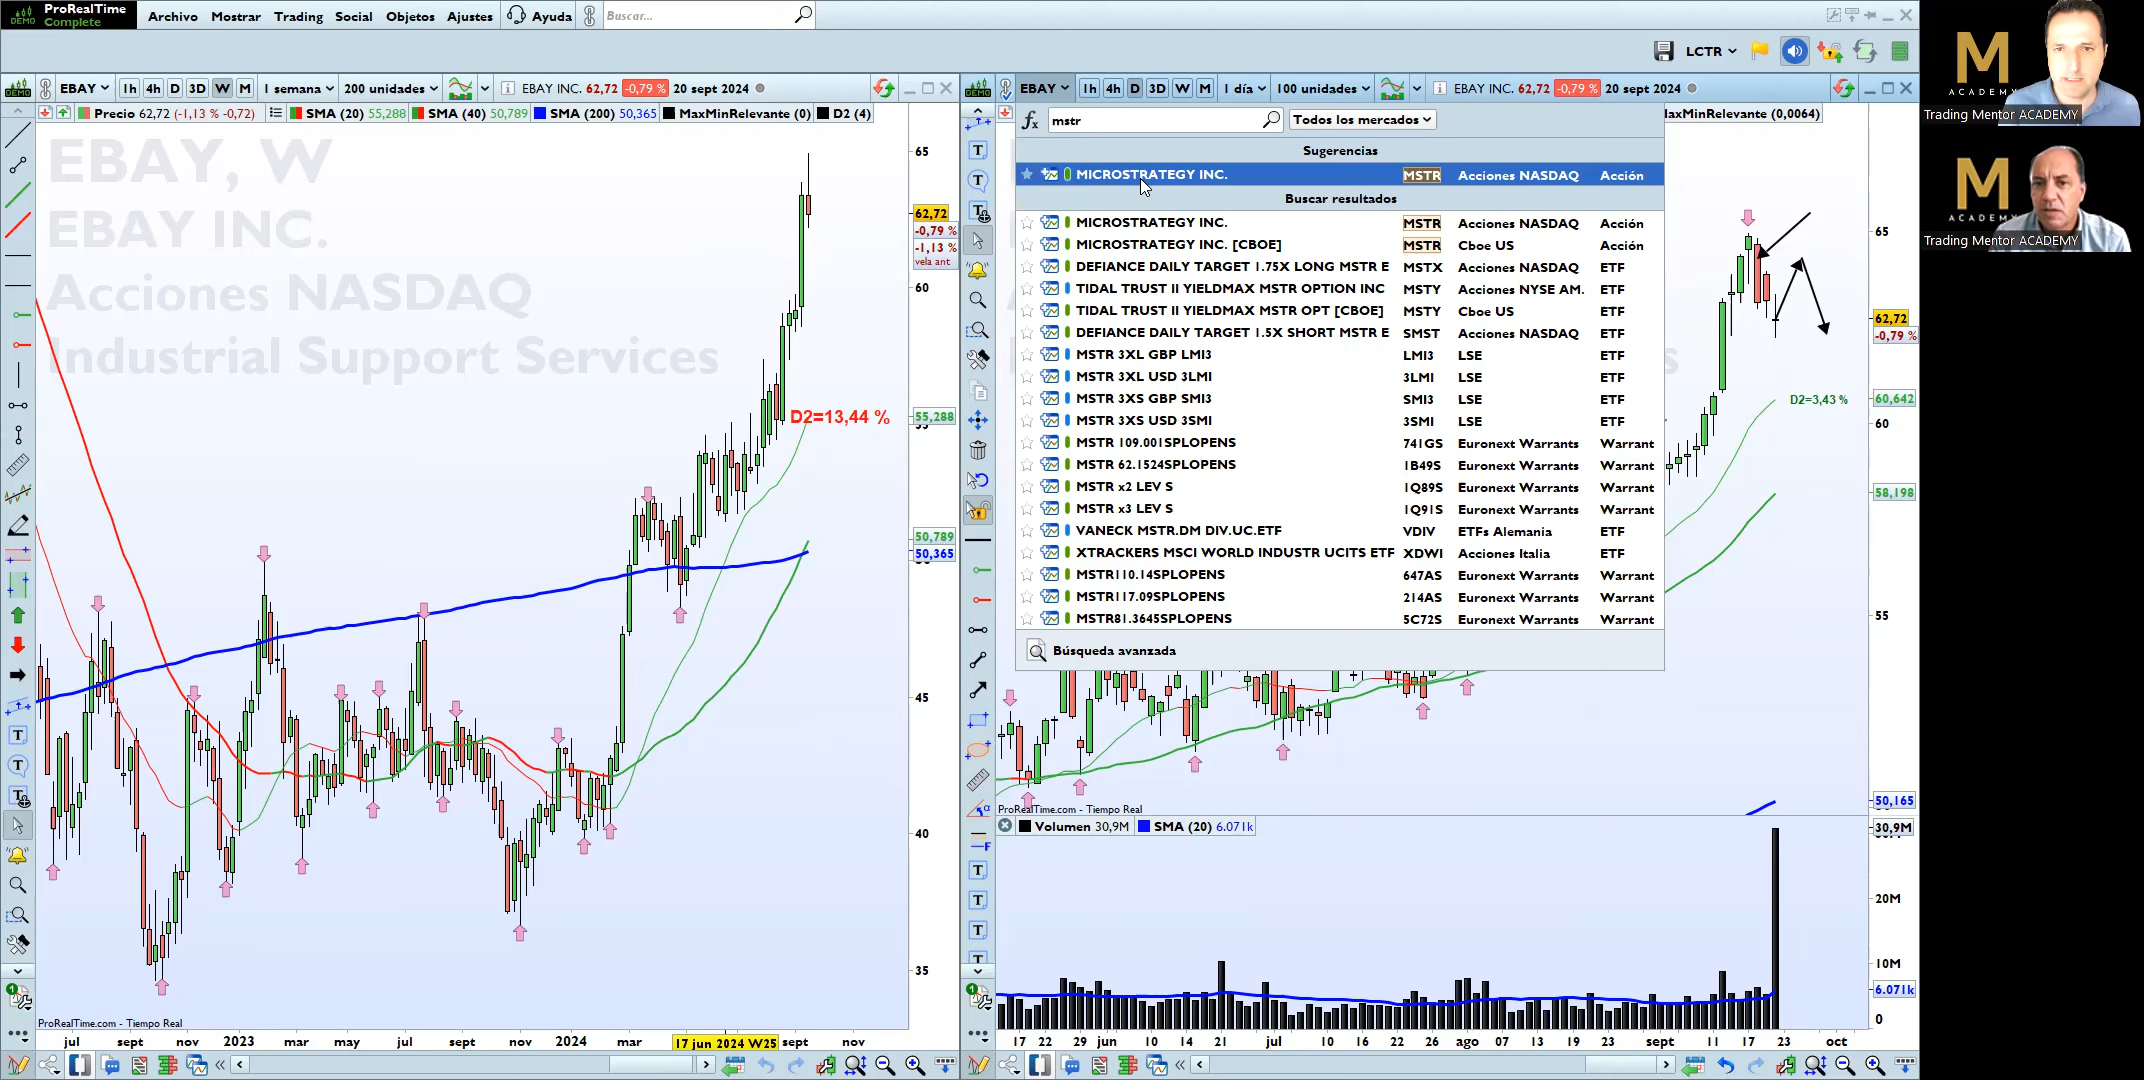 ProRealTime
DEMO Complete
Archivo Mostrar Trading Social Objetos Ajustes Ayuda Buscar...
LCTR
DEMO EBAY 1h 4h D 3D W M 1 semana 200 unidades EBAY INC. 62,72 -0,79 % 20 sept 2024
Precio 62,72 (-1,13 % -0,72) SMA (20) 55,288 SMA (40) 50,789 SMA (200) 50,365 MaxMinRelevante (0) D2 (4)
EBAY, W
EBAY INC.
Acciones NASDAQ
Industrial Support Services
D2=13,44 %
65
62,72
-0,79 %
-1,13 %
vela ant
60
55,288
50,789
50,365
45
40
35
ProRealTime.com - Tiempo Real
jul sept nov 2023 mar may jul sept nov 2024 mar 17 jun 2024 W25 sept nov
DEMO EBAY 1h 4h D 3D W M 1 día 100 unidades EBAY INC. 62,72 -0,79 % 20 sept 2024
mstr Todos los mercados
MaxMinRelevante (0,0064)
Sugerencias
MICROSTRATEGY INC. MSTR Acciones NASDAQ Acción
Buscar resultados
MICROSTRATEGY INC. MSTR Acciones NASDAQ Acción
MICROSTRATEGY INC. [CBOE] MSTR Cboe US Acción
DEFIANCE DAILY TARGET 1.75X LONG MSTR E MSTX Acciones NASDAQ ETF
TIDAL TRUST II YIELDMAX MSTR OPTION INC MSTY Acciones NYSE AM. ETF
TIDAL TRUST II YIELDMAX MSTR OPT [CBOE] MSTY Cboe US ETF
DEFIANCE DAILY TARGET 1.5X SHORT MSTR E SMST Acciones NASDAQ ETF
MSTR 3XL GBP LMI3 LMI3 LSE ETF
MSTR 3XL USD 3LMI 3LMI LSE ETF
MSTR 3XS GBP SMI3 SMI3 LSE ETF
MSTR 3XS USD 3SMI 3SMI LSE ETF
MSTR 109.001SPLOPENS 741GS Euronext Warrants Warrant
MSTR 62.1524SPLOPENS 1B49S Euronext Warrants Warrant
MSTR x2 LEV S 1Q89S Euronext Warrants Warrant
MSTR x3 LEV S 1Q91S Euronext Warrants Warrant
VANECK MSTR.DM DIV.UC.ETF VDIV ETFs Alemania ETF
XTRACKERS MSCI WORLD INDUSTR UCITS ETF XDWI Acciones Italia ETF
MSTR110.14SPLOPENS 647AS Euronext Warrants Warrant
MSTR117.09SPLOPENS 214AS Euronext Warrants Warrant
MSTR81.3645SPLOPENS 5C72S Euronext Warrants Warrant
Búsqueda avanzada
D2=3,43 %
65
62,72
-0,79 %
60,642
60
58,198
55
50,165
ProRealTime.com - Tiempo Real
Volumen 30,9M SMA (20) 6.071k
30,9M
20M
10M
6.071k
0
17 22 29 jun 10 14 21 jul 10 16 22 26 ago 07 13 19 23 sept 11 17 23 oct
M
ACADEMY
Trading Mentor ACADEMY
M
ACADEMY
Trading Mentor ACADEMY